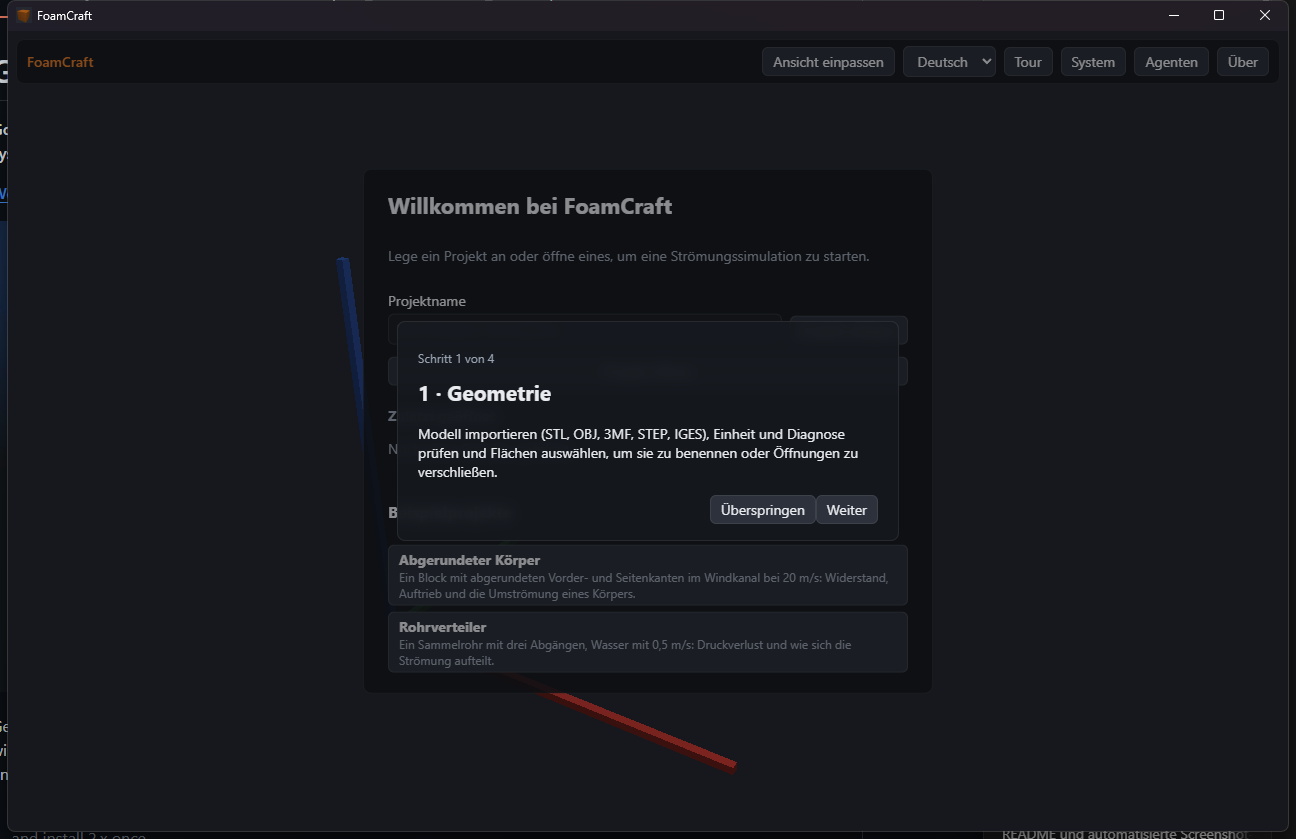 FoamCraft
FoamCraft
Ansicht einpassen
Deutsch
Tour
System
Agenten
Über
Willkommen bei FoamCraft
Lege ein Projekt an oder öffne eines, um eine Strömungssimulation zu starten.
Projektname
Schritt 1 von 4
1 · Geometrie
Modell importieren (STL, OBJ, 3MF, STEP, IGES), Einheit und Diagnose
prüfen und Flächen auswählen, um sie zu benennen oder Öffnungen zu
verschließen.
Überspringen
Weiter
Abgerundeter Körper
Ein Block mit abgerundeten Vorder- und Seitenkanten im Windkanal bei 20 m/s: Widerstand,
Auftrieb und die Umströmung eines Körpers.
Rohrverteiler
Ein Sammelrohr mit drei Abgängen, Wasser mit 0,5 m/s: Druckverlust und wie sich die
Strömung aufteilt.
and install 2.x once
README und automatisierte Screenshot